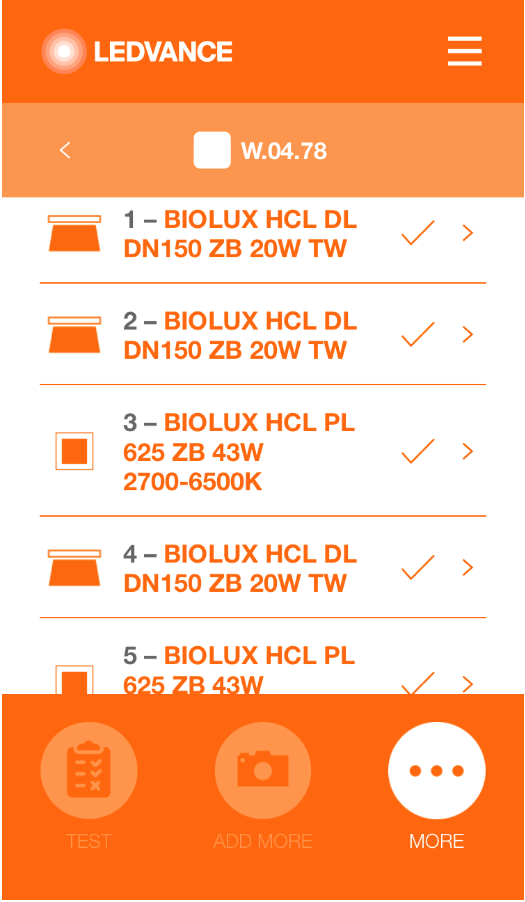 LEDVANCE
W.04.78
1 – BIOLUX HCL DL
DN150 ZB 20W TW
2 – BIOLUX HCL DL
DN150 ZB 20W TW
3 – BIOLUX HCL PL
625 ZB 43W
2700-6500K
4 – BIOLUX HCL DL
DN150 ZB 20W TW
5 – BIOLUX HCL PL
625 ZB 43W
TEST
ADD MORE
MORE